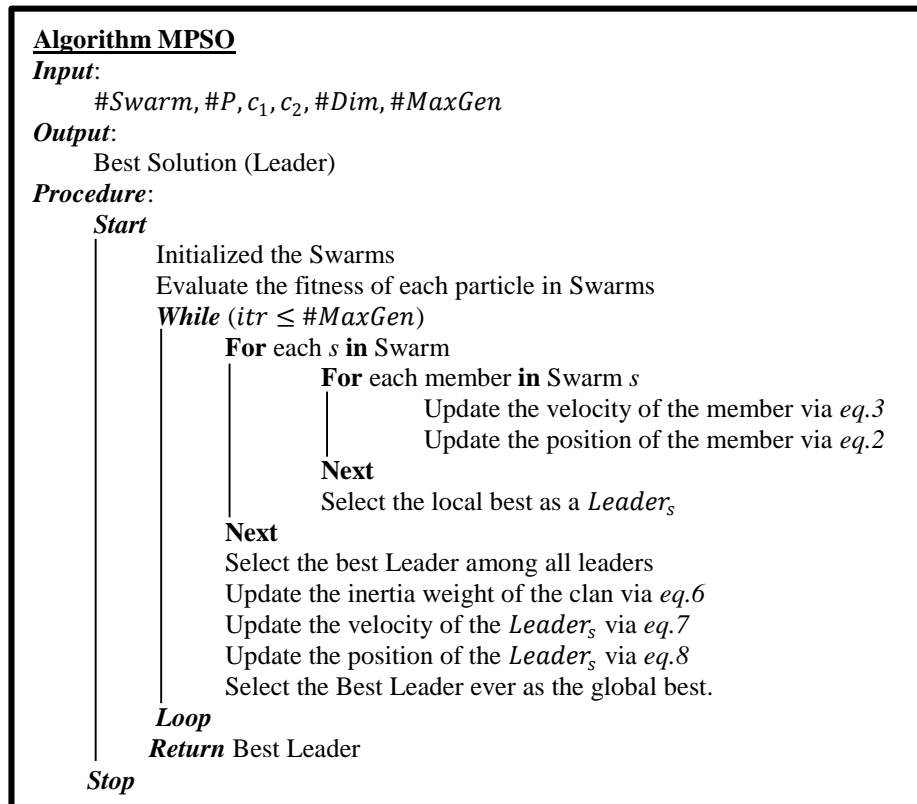 Algorithm MPSO
Input:
#Swarm, #P, c₁, c₂, #Dim, #MaxGen
Output:
Best Solution (Leader)
Procedure:
Start
Initialized the Swarms
Evaluate the fitness of each particle in Swarms
While (itr ≤ #MaxGen)
For each s in Swarm
For each member in Swarm s
Update the velocity of the member via eq.3
Update the position of the member via eq.2
Next
Select the local best as a Leaderₛ
Next
Select the best Leader among all leaders
Update the inertia weight of the clan via eq.6
Update the velocity of the Leaderₛ via eq.7
Update the position of the Leaderₛ via eq.8
Select the Best Leader ever as the global best.
Loop
Return Best Leader
Stop